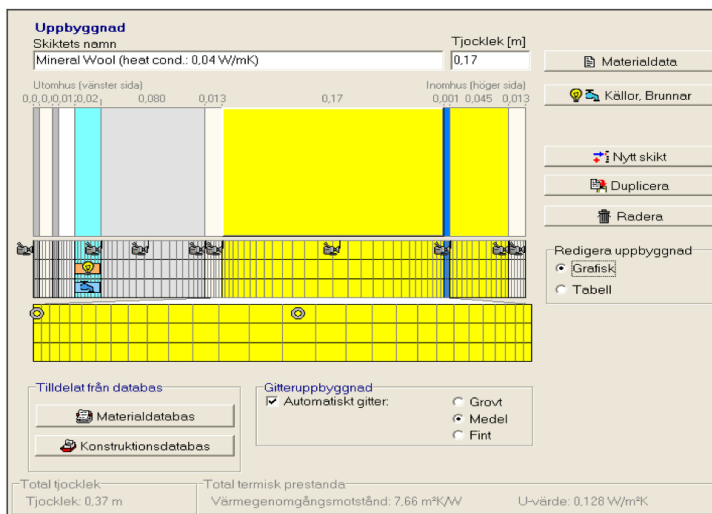 Uppbyggnad
Skiktets namn
Tjocklek [m]
Mineral Wool (heat cond.: 0,04 W/mK)
0,17
Materialdata
Utomhus (vänster sida)
Inomhus (höger sida)
0,02
0,080
0,013
0,17
0,001
0,045
0,013
Källor, Brunnar
Nytt skikt
Duplicera
Radera
Redigera uppbyggnad
Grafisk
Tabell
Tilldelat från databas
Materialdatabas
Konstruktionsdatabas
Gitteruppbyggnad
Automatiskt gitter:
Grovt
Medel
Fint
Total tjocklek
Tjocklek: 0,37 m
Total termisk prestanda
Värmegenomgångsmotstånd: 7,66 m²K/W
U-värde: 0,128 W/m²K